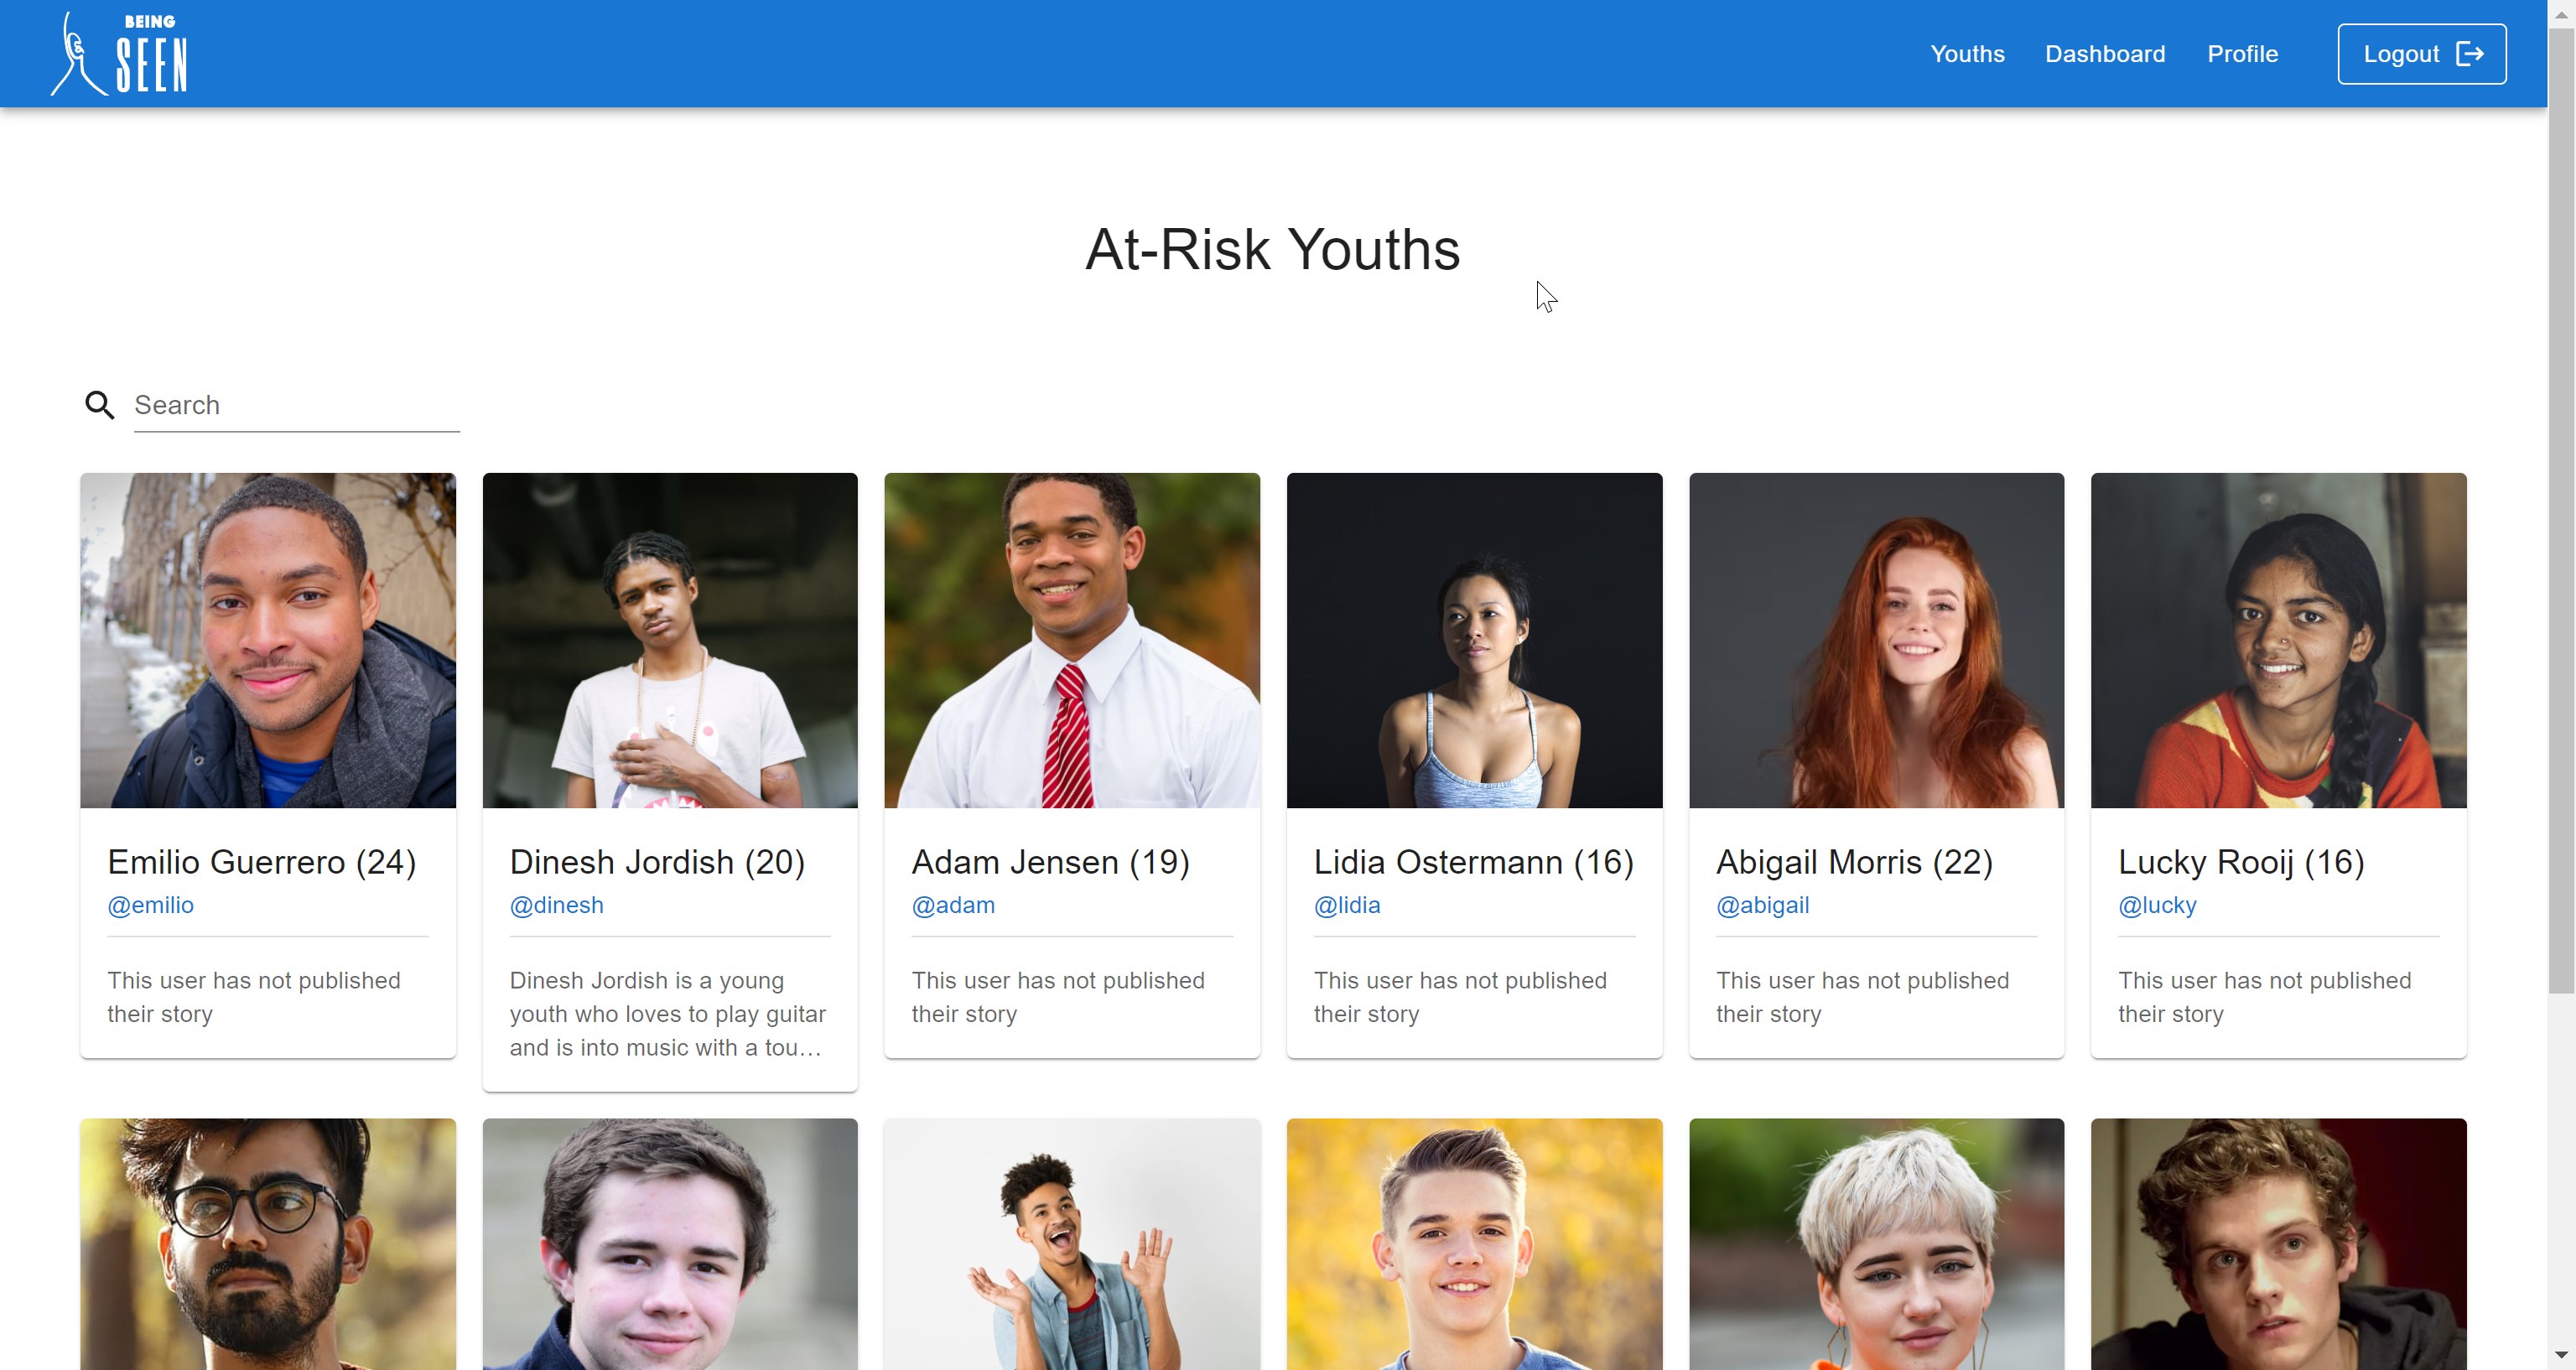 BEING
SEEN
Youths
Dashboard
Profile
Logout
At-Risk Youths
Search
Emilio Guerrero (24)
@emilio
This user has not published
their story
Dinesh Jordish (20)
@dinesh
Dinesh Jordish is a young
youth who loves to play guitar
and is into music with a tou…
Adam Jensen (19)
@adam
This user has not published
their story
Lidia Ostermann (16)
@lidia
This user has not published
their story
Abigail Morris (22)
@abigail
This user has not published
their story
Lucky Rooij (16)
@lucky
This user has not published
their story